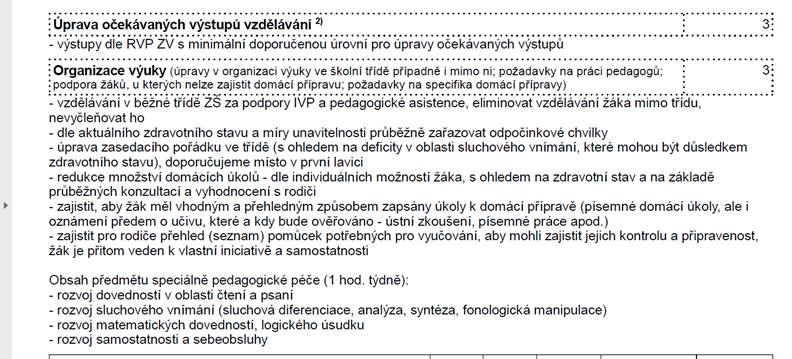 Úprava očekávaných výstupů vzdělávání 2) 3
- výstupy dle RVP ZV s minimální doporučenou úrovní pro úpravy očekávaných výstupů
Organizace výuky (úpravy v organizaci výuky ve školní třídě případně i mimo ni; požadavky na práci pedagogů; 3
podpora žáků, u kterých nelze zajistit domácí přípravu; požadavky na specifika domácí přípravy)
- vzdělávání v běžné třídě ZŠ za podpory IVP a pedagogické asistence, eliminovat vzdělávání žáka mimo třídu,
nevyčleňovat ho
- dle aktuálního zdravotního stavu a míry unavitelnosti průběžně zařazovat odpočinkové chvilky
- úprava zasedacího pořádku ve třídě (s ohledem na deficity v oblasti sluchového vnímání, které mohou být důsledkem
zdravotního stavu), doporučujeme místo v první lavici
- redukce množství domácích úkolů - dle individuálních možností žáka, s ohledem na zdravotní stav a na základě
průběžných konzultací a vyhodnocení s rodiči
- zajistit, aby žák měl vhodným a přehledným způsobem zapsány úkoly k domácí přípravě (písemné domácí úkoly, ale i
oznámení předem o učivu, které a kdy bude ověřováno - ústní zkoušení, písemné práce apod.)
- zajistit pro rodiče přehled (seznam) pomůcek potřebných pro vyučování, aby mohli zajistit jejich kontrolu a připravenost,
žák je přitom veden k vlastní iniciativě a samostatnosti
Obsah předmětu speciálně pedagogické péče (1 hod. týdně):
- rozvoj dovedností v oblasti čtení a psaní
- rozvoj sluchového vnímání (sluchová diferenciace, analýza, syntéza, fonologická manipulace)
- rozvoj matematických dovedností, logického úsudku
- rozvoj samostatnosti a sebeobsluhy